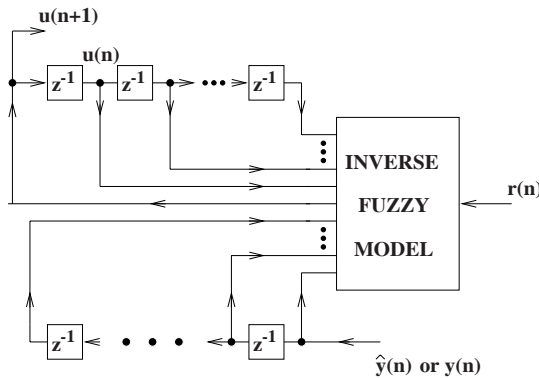 u(n+1)
u(n)
z⁻¹ z⁻¹ z⁻¹
INVERSE
FUZZY
MODEL
r(n)
z⁻¹ z⁻¹
ŷ(n) or y(n)